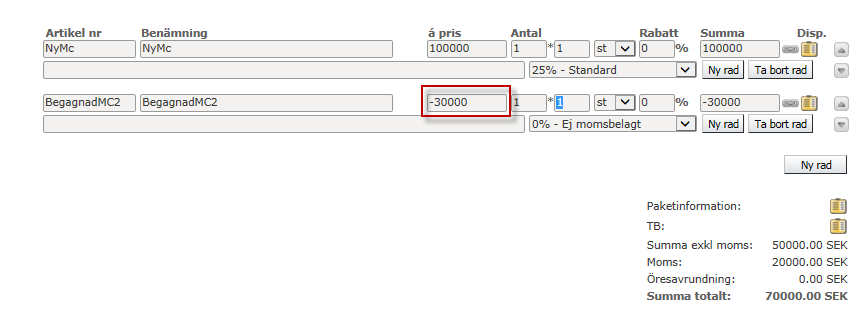 Artikel nr Benämning á pris Antal Rabatt Summa Disp.
NyMc NyMc 100000 1 * 1 st 0 % 100000
25% - Standard Ny rad Ta bort rad
BegagnadMC2 BegagnadMC2 -30000 1 * 1 st 0 % -30000
0% - Ej momsbelagt Ny rad Ta bort rad
Ny rad
Paketinformation:
TB:
Summa exkl moms: 50000.00 SEK
Moms: 20000.00 SEK
Öresavrundning: 0.00 SEK
Summa totalt: 70000.00 SEK